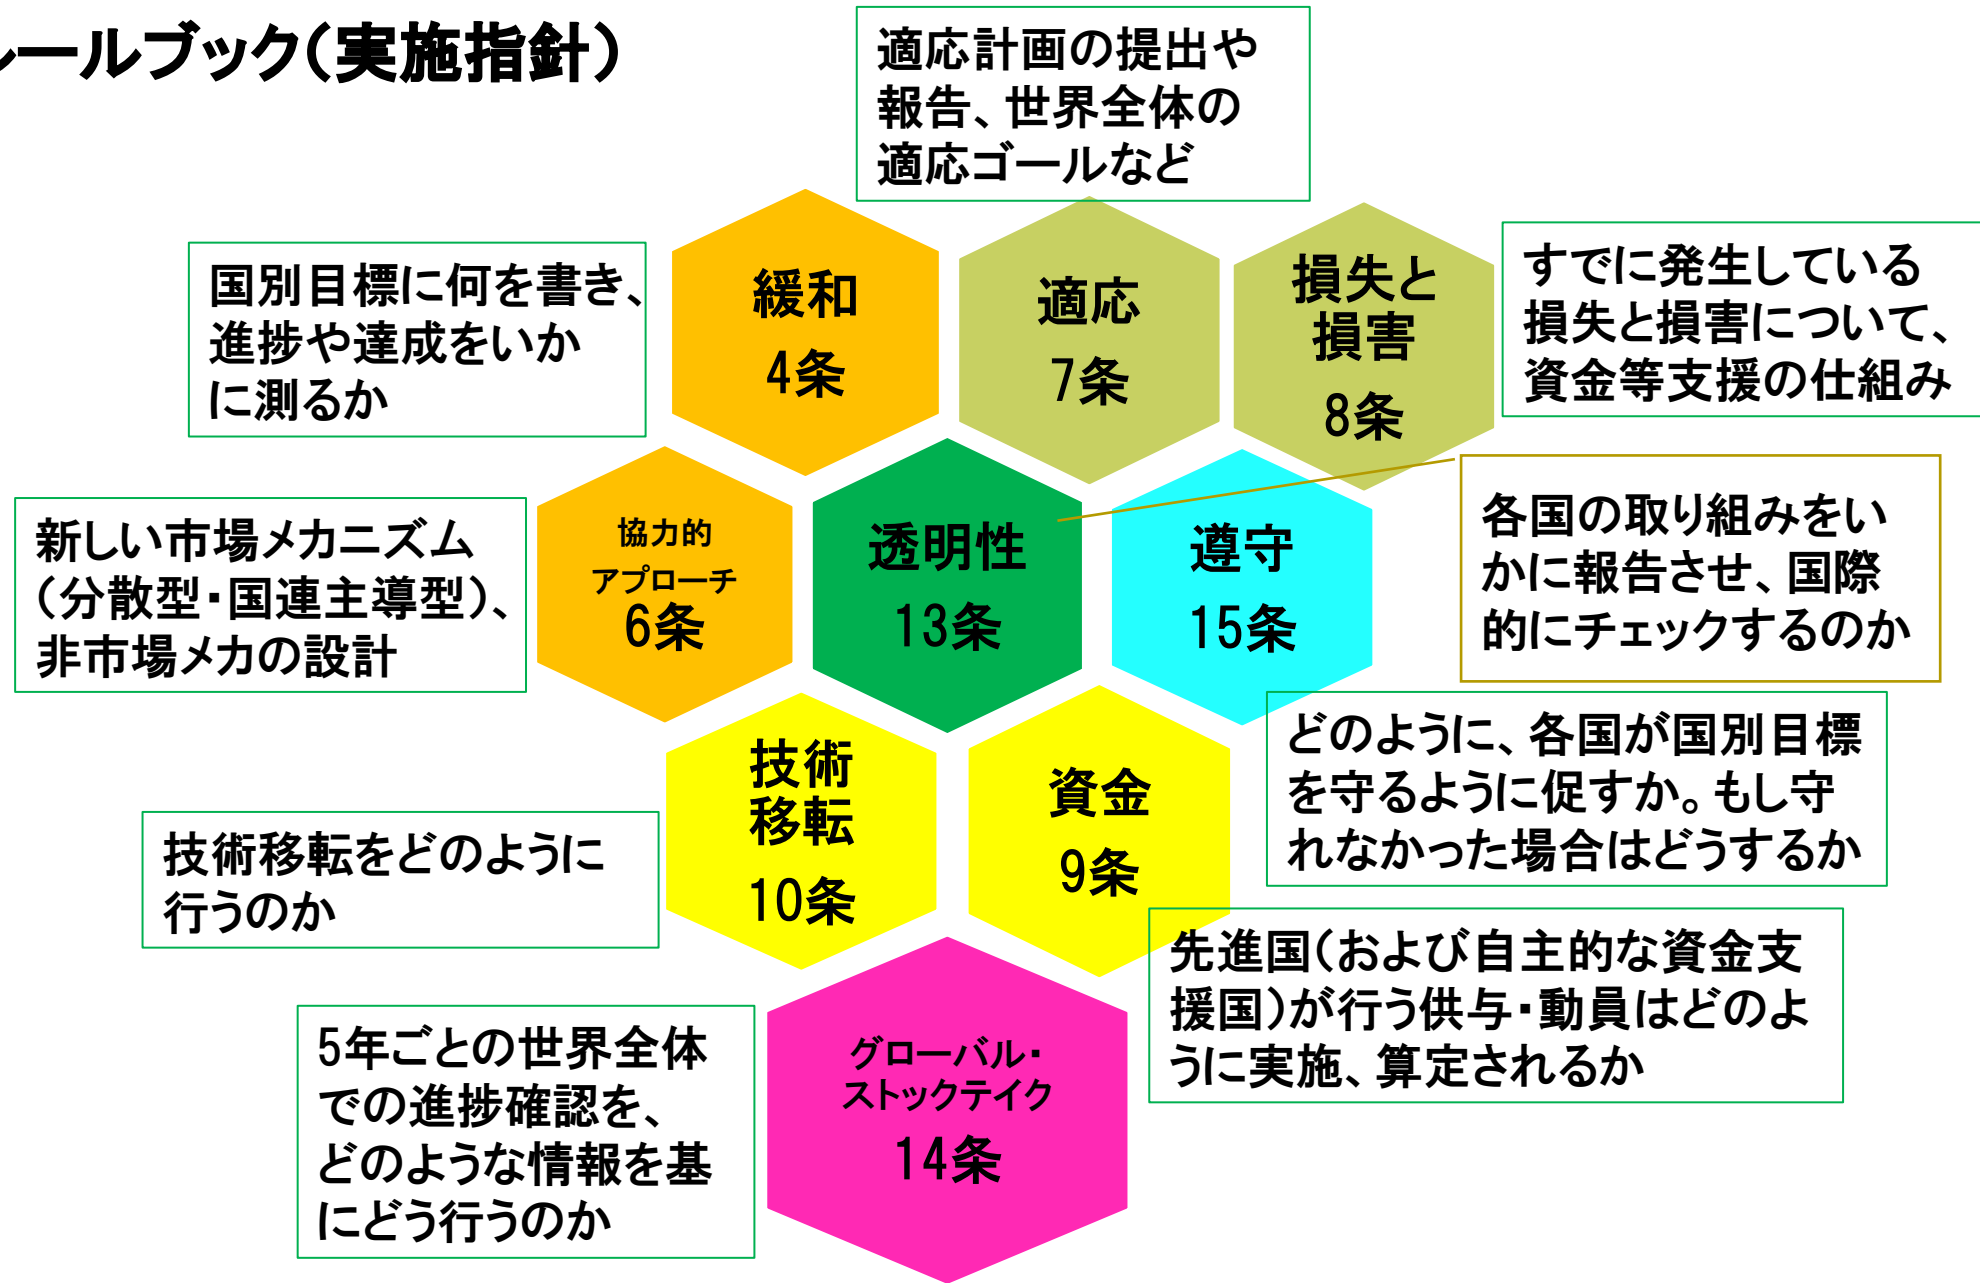 ールブック(実施指針)
適応計画の提出や
報告、世界全体の
適応ゴールなど
国別目標に何を書き、
進捗や達成をいか
に測るか
緩和
4条
適応
7条
損失と
損害
8条
すでに発生している
損失と損害について、
資金等支援の仕組み
新しい市場メカニズム
(分散型・国連主導型)、
非市場メカの設計
協力的
アプローチ
6条
透明性
13条
遵守
15条
各国の取り組みをい
かに報告させ、国際
的にチェックするのか
技術移転をどのように
行うのか
技術
移転
10条
資金
9条
どのように、各国が国別目標
を守るように促すか。もし守
れなかった場合はどうするか
先進国(および自主的な資金支
援国)が行う供与・動員はどのよ
うに実施、算定されるか
5年ごとの世界全体
での進捗確認を、
どのような情報を基
にどう行うのか
グローバル・
ストックテイク
14条